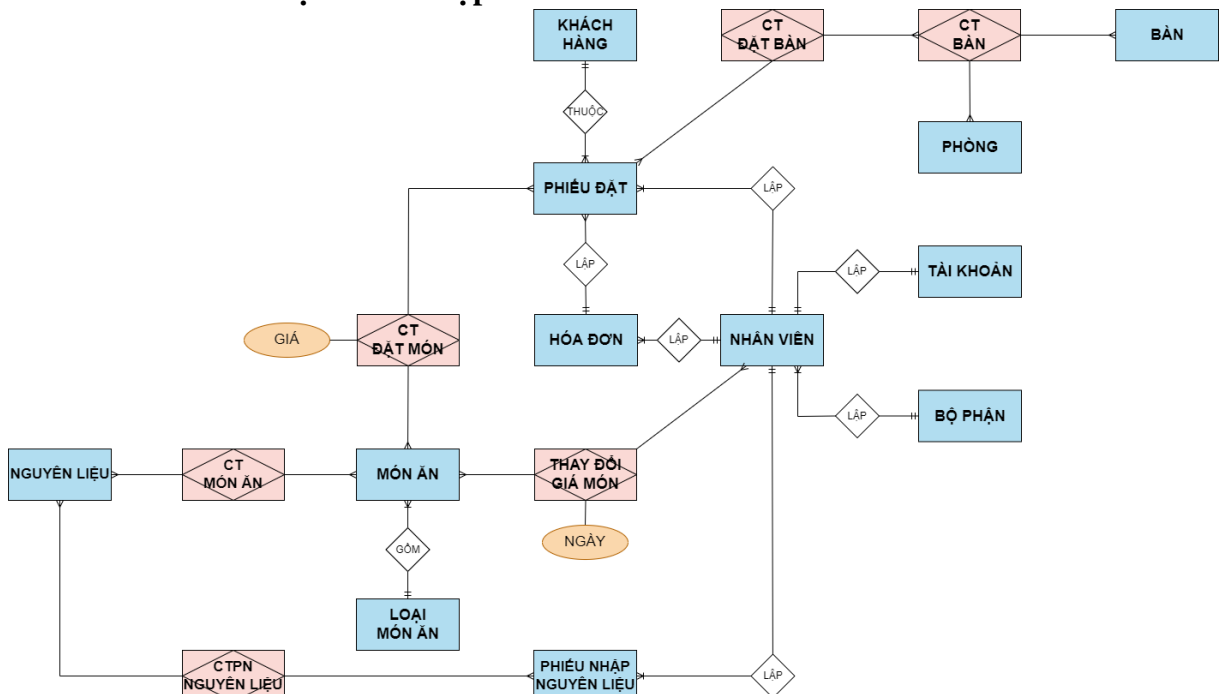 KHÁCH
HÀNG
CT
ĐẶT BÀN
CT
BÀN
BÀN
THUỘC
PHÒNG
PHIẾU ĐẶT
LẬP
LẬP
LẬP
TÀI KHOẢN
GIÁ
CT
ĐẶT MÓN
HÓA ĐƠN
LẬP
NHÂN VIÊN
LẬP
BỘ PHẬN
NGUYÊN LIỆU
CT
MÓN ĂN
MÓN ĂN
THAY ĐỔI
GIÁ MÓN
GỒM
NGÀY
LOẠI
MÓN ĂN
CTPN
NGUYÊN LIỆU
PHIẾU NHẬP
NGUYÊN LIỆU
LẬP